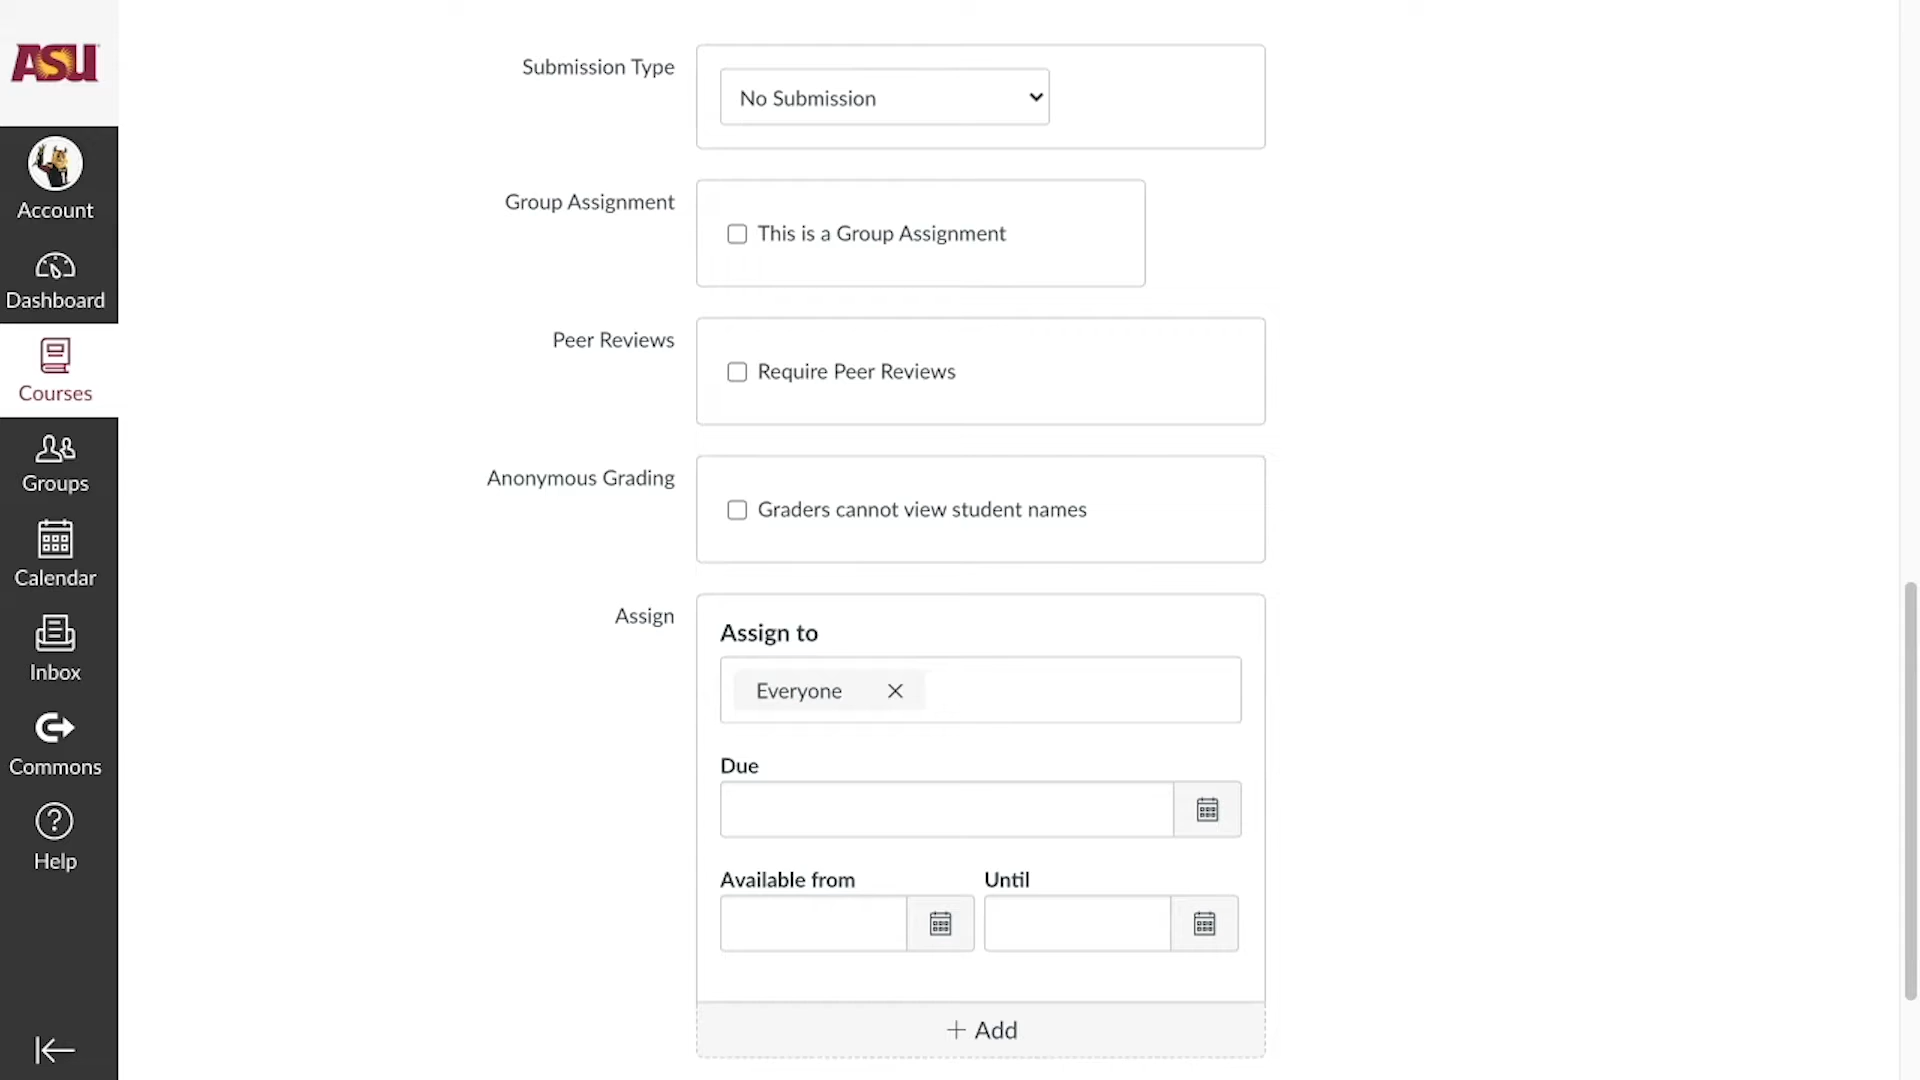 ASU
Account
Dashboard
Courses
Groups
Calendar
Inbox
Commons
Help
Submission Type
No Submission
Group Assignment
This is a Group Assignment
Peer Reviews
Require Peer Reviews
Anonymous Grading
Graders cannot view student names
Assign
Assign to
Everyone
Due
Available from
Until
+ Add